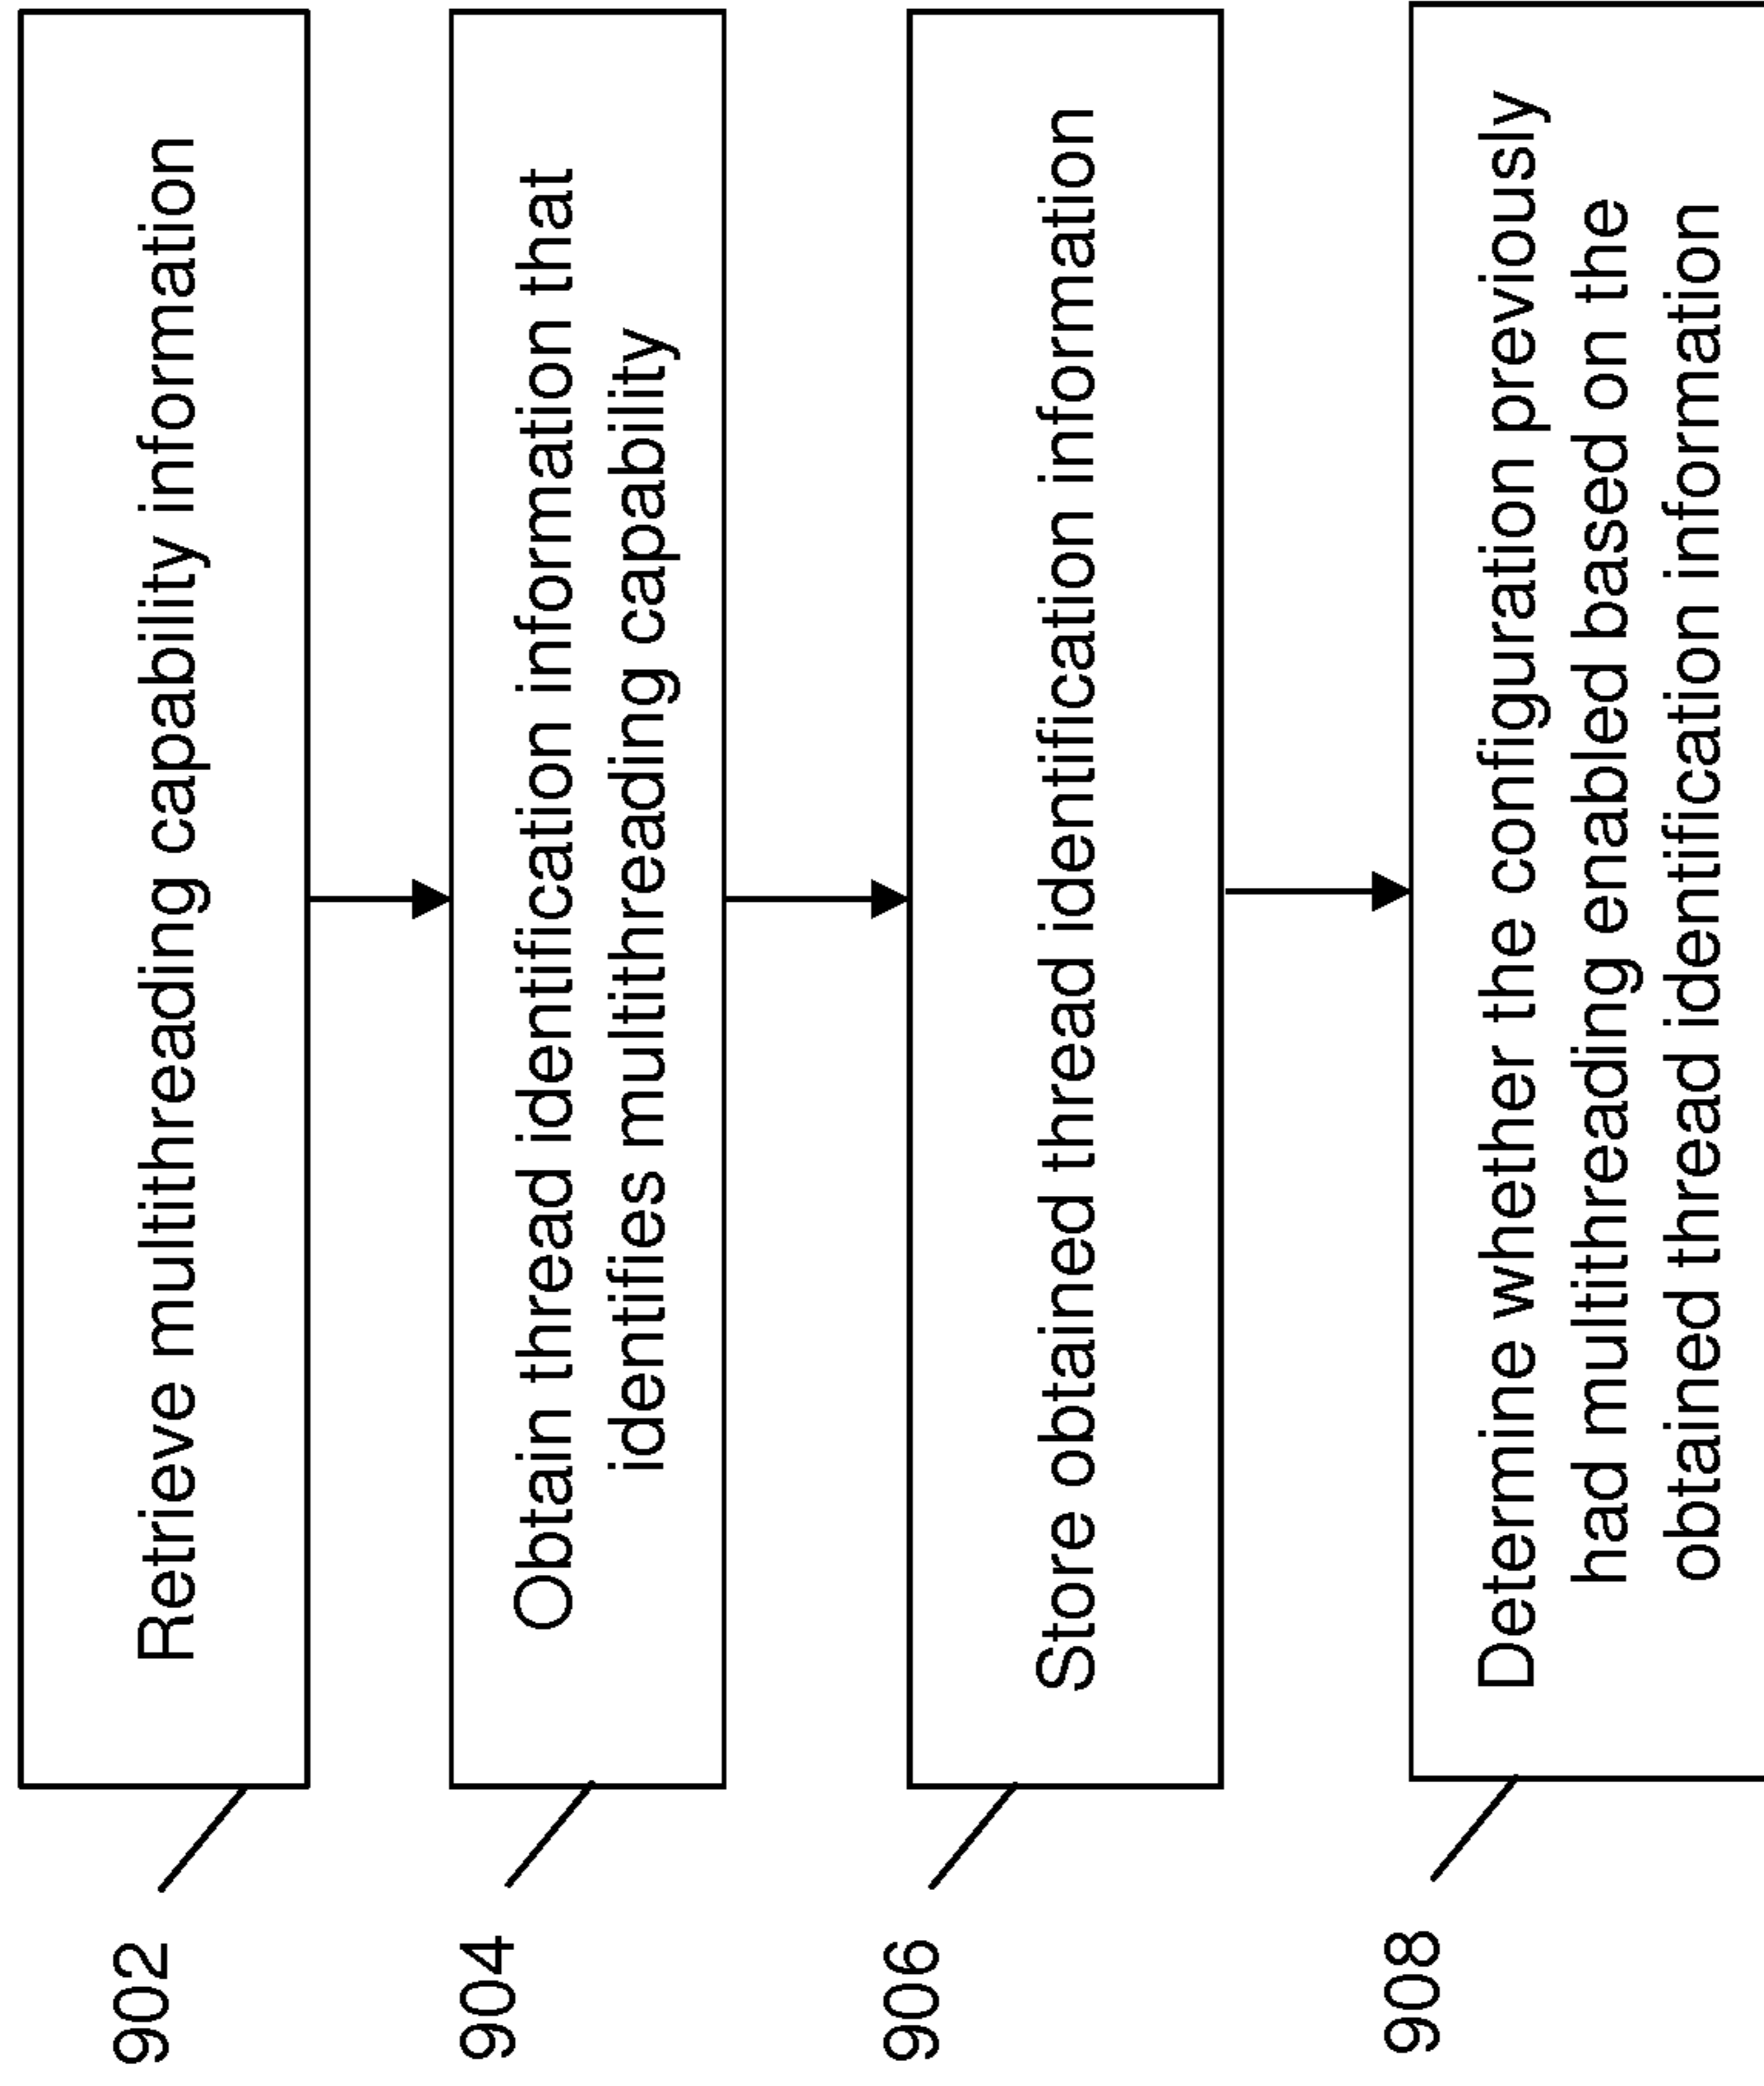 902
Retrieve multithreading capability information
904
Obtain thread identification information that
identifies multithreading capability
906
Store obtained thread identification information
908
Determine whether the configuration previously
had multithreading enabled based on the
obtained thread identification information